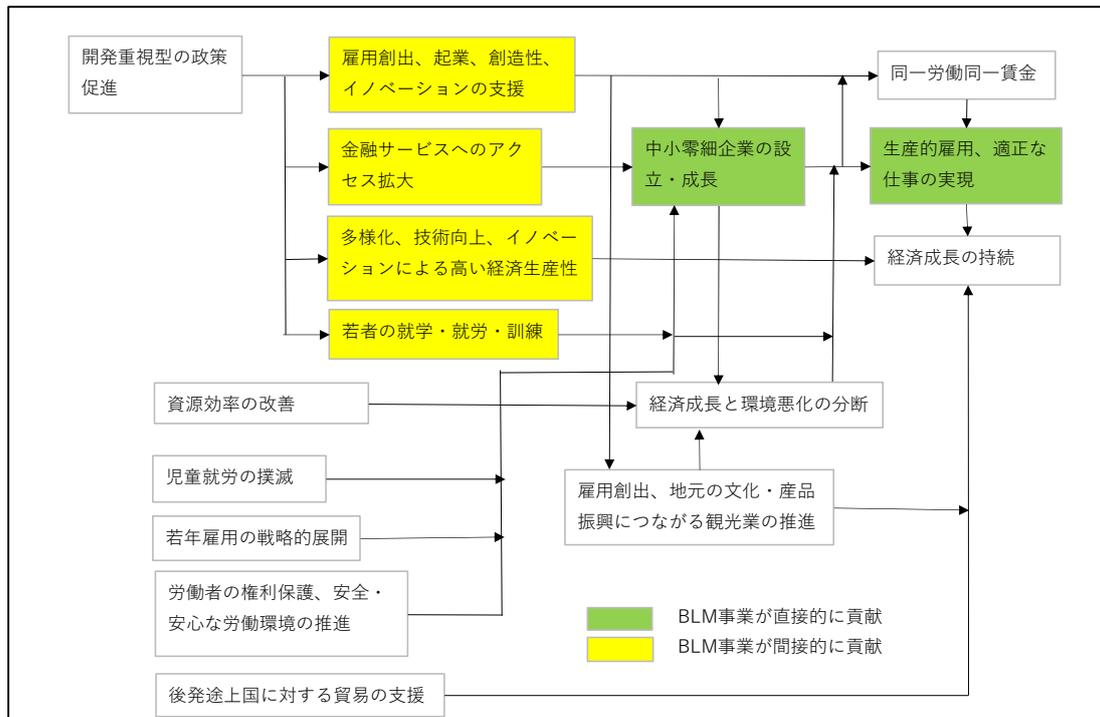 開発重視型の政策
促進
雇用創出、起業、創造性、
イノベーションの支援
同一労働同一賃金
金融サービスへのアク
セス拡大
中小零細企業の設
立・成長
生産的雇用、適正な
仕事の実現
多様化、技術向上、イノベー
ションによる高い経済生産性
経済成長の持続
若者の就学・就労・訓練
資源効率の改善
経済成長と環境悪化の分断
児童就労の撲滅
雇用創出、地元の文化・産品
振興につながる観光業の推進
若年雇用の戦略的展開
労働者の権利保護、安全・
安心な労働環境の推進
BLM事業が直接的に貢献
BLM事業が間接的に貢献
後発途上国に対する貿易の支援